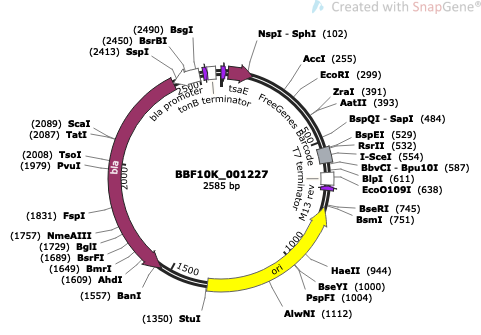 Created with SnapGene®
(2490) BsgI
(2450) BsrBI
(2413) SspI
NspI - SphI (102)
AccI (255)
EcoRI (299)
ZraI (391)
AatII (393)
BspQI - SapI (484)
BspEI (529)
RsrII (532)
I-SceI (554)
BbvCI - Bpu10I (587)
BlpI (611)
EcoO109I (638)
BseRI (745)
BsmI (751)
HaeII (944)
BseYI (1000)
PspFI (1004)
AlwNI (1112)
(1350) StuI
(1557) BanI
(1609) AhdI
(1649) BmrI
(1689) BsrFI
(1729) BglI
(1757) NmeAIII
(1831) FspI
(1979) PvuI
(2008) TsoI
(2087) TatI
(2089) ScaI
bla promoter
tonB terminator
tsaE
FreeGenes Barcode
T7 terminator
M13 rev
ori
bla
500
1000
1500
2000
2500
BBF10K_001227
2585 bp